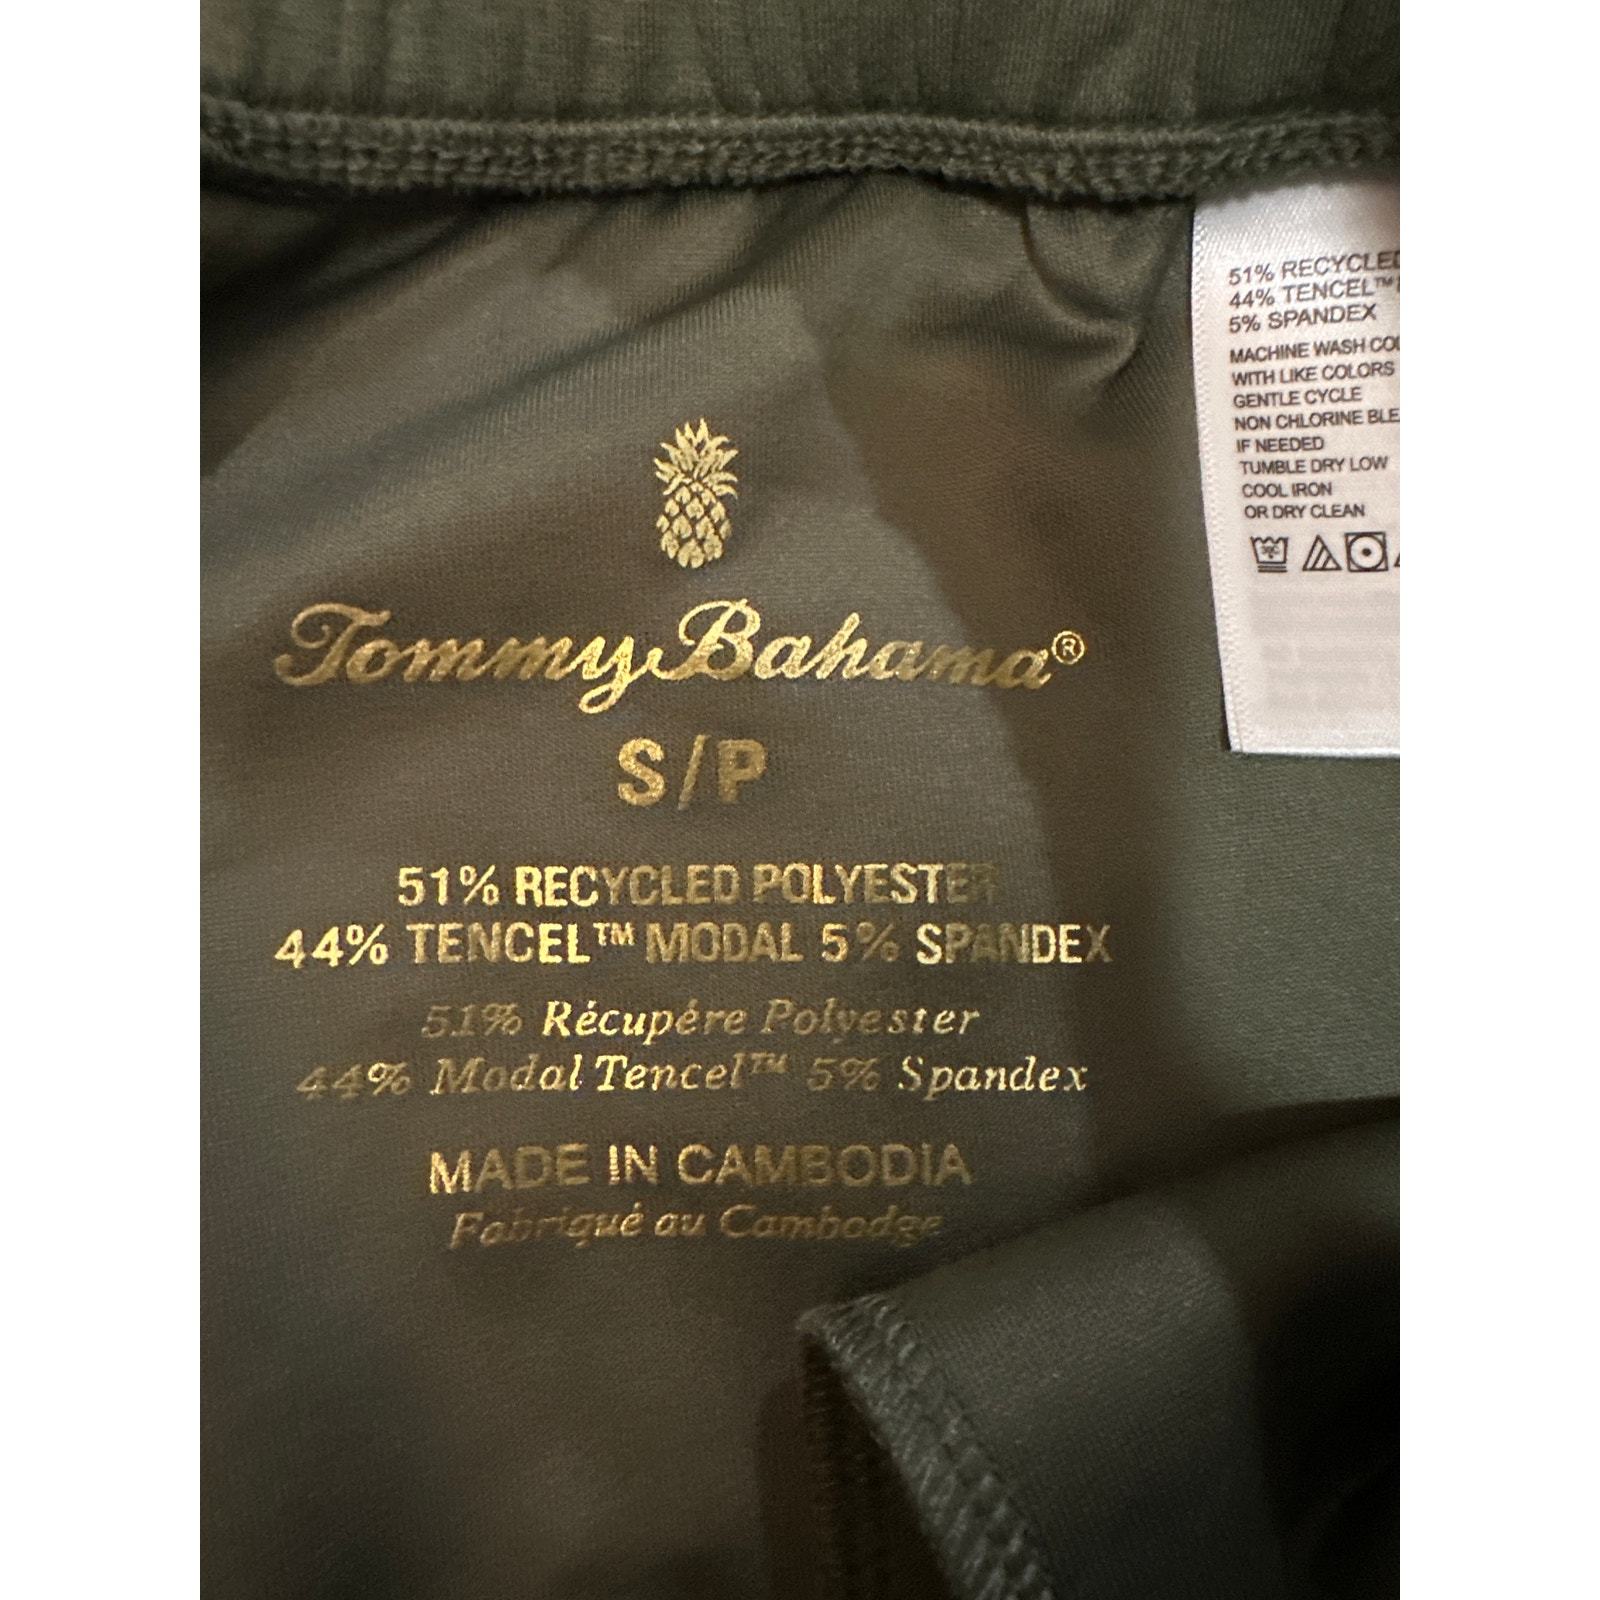 Tommy Bahama®
S/P
51% RECYCLED POLYESTER
44% TENCEL™ MODAL 5% SPANDEX
51% Récupére Polyester
44% Modal Tencel™ 5% Spandex
MADE IN CAMBODIA
Fabriqué au Cambodge
51% RECYCLED
44% TENCEL™
5% SPANDEX
MACHINE WASH
WITH LIKE COLORS
GENTLE CYCLE
NON CHLORINE
IF NEEDED
TUMBLE DRY LOW
COOL IRON
OR DRY CLEAN